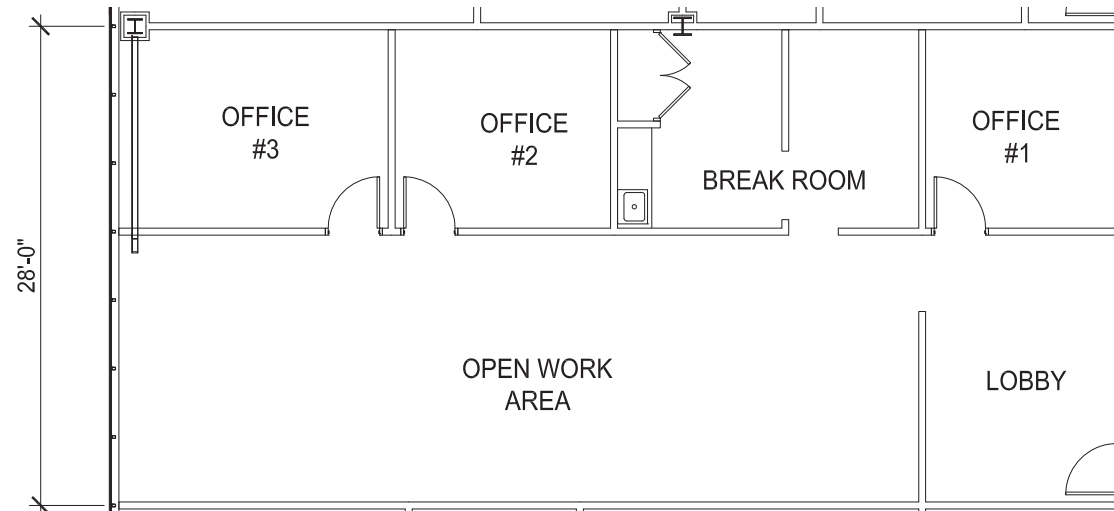 OFFICE
#3
OFFICE
#2
BREAK ROOM
OFFICE
#1
28'-0"
OPEN WORK
AREA
LOBBY